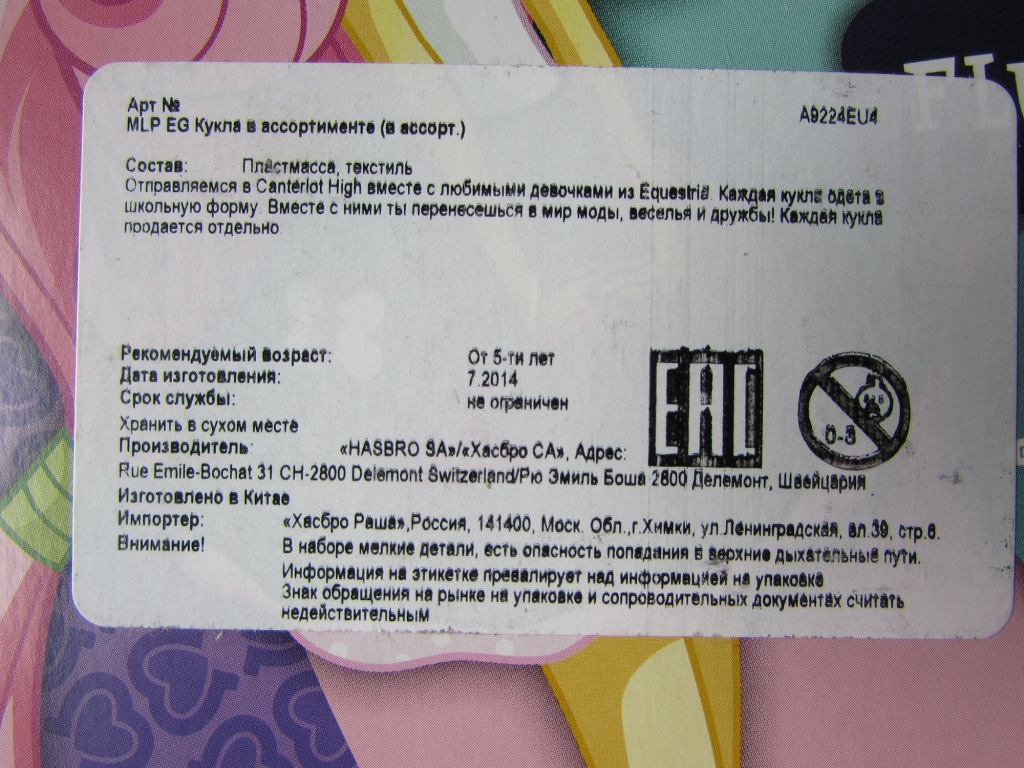 FL
Арт № A9224EU4
MLP EG Кукла в ассортименте (в ассорт.)
Состав: Пластмасса, текстиль
Отправляемся в Canterlot High вместе с любимыми девочками из Equestria. Каждая кукла одета в
школьную форму. Вместе с ними ты перенесешься в мир моды, веселья и дружбы! Каждая кукла
продается отдельно.
Рекомендуемый возраст: От 5-ти лет
Дата изготовления: 7.2014
Срок службы: не ограничен
EAC
0-3
Хранить в сухом месте
Производитель: «HASBRO SA»/«Хасбро СА», Адрес:
Rue Emile-Bochat 31 CH-2800 Delemont Switzerland/Рю Эмиль Боша 2800 Делемонт, Швейцария
Изготовлено в Китае
Импортер: «Хасбро Раша»,Россия, 141400, Моск. Обл.,г.Химки, ул.Ленинградская, вл.39, стр.6.
Внимание! В наборе мелкие детали, есть опасность попадания в верхние дыхательные пути.
Информация на этикетке превалирует над информацией на упаковке
Знак обращения на рынке на упаковке и сопроводительных документах считать
недействительным